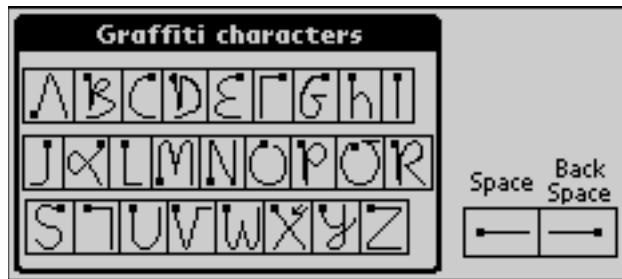 Graffiti characters
A B C D E F G h I
J K L M N O P Q R
S T U V W X Y Z
Space Back Space